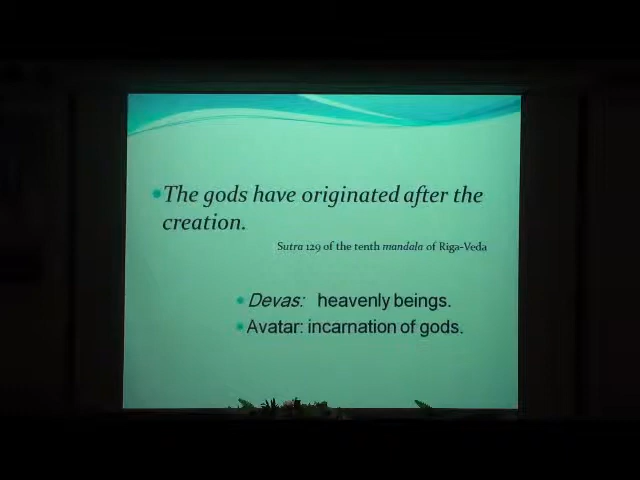 The gods have originated after the
creation.
Sutra 129 of the tenth mandala of Riga-Veda
Devas: heavenly beings.
Avatar: incarnation of gods.